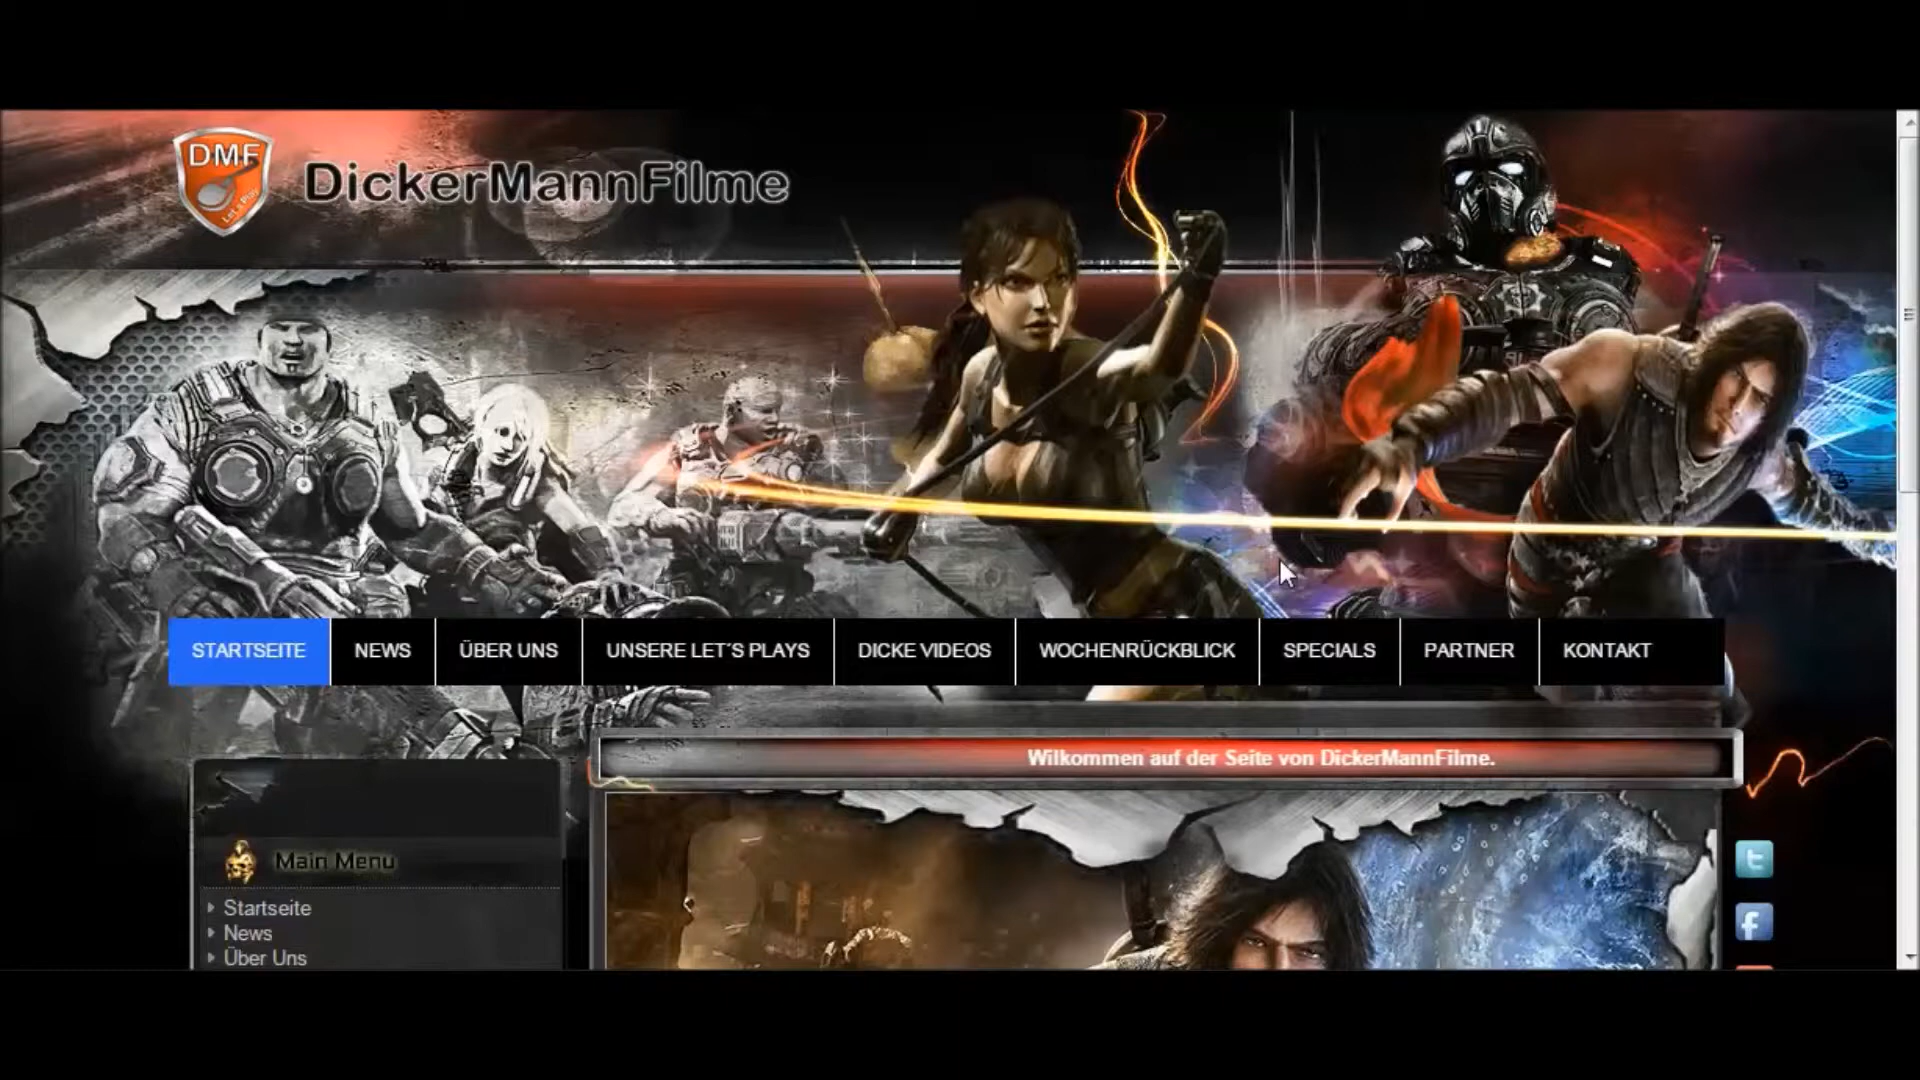 DMF
Let's Play
DickerMannFilme
STARTSEITE
NEWS
ÜBER UNS
UNSERE LET´S PLAYS
DICKE VIDEOS
WOCHENRÜCKBLICK
SPECIALS
PARTNER
KONTAKT
Wilkommen auf der Seite von DickerMannFilme.
Main Menu
Startseite
News
Über Uns